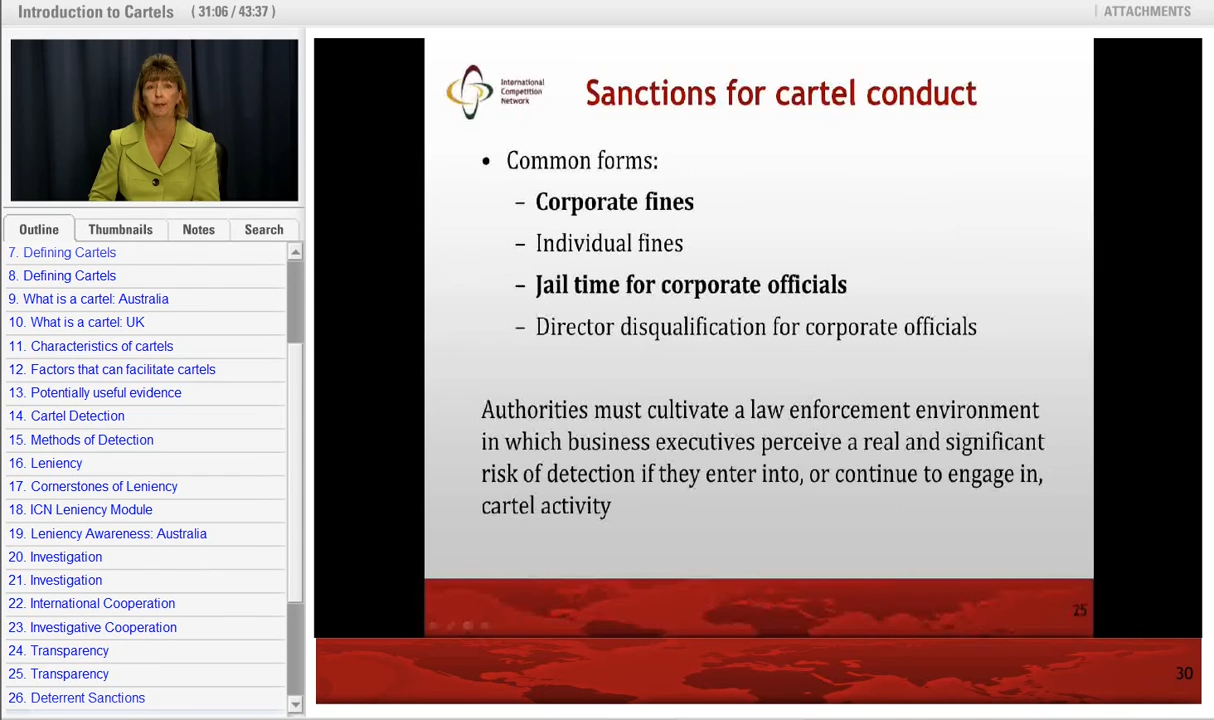 Introduction to Cartels ( 31:06 / 43:37 )
ATTACHMENTS
Outline
Thumbnails
Notes
Search
7. Defining Cartels
8. Defining Cartels
9. What is a cartel: Australia
10. What is a cartel: UK
11. Characteristics of cartels
12. Factors that can facilitate cartels
13. Potentially useful evidence
14. Cartel Detection
15. Methods of Detection
16. Leniency
17. Cornerstones of Leniency
18. ICN Leniency Module
19. Leniency Awareness: Australia
20. Investigation
21. Investigation
22. International Cooperation
23. Investigative Cooperation
24. Transparency
25. Transparency
26. Deterrent Sanctions
International
Competition
Network
Sanctions for cartel conduct
• Common forms:
– Corporate fines
– Individual fines
– Jail time for corporate officials
– Director disqualification for corporate officials
Authorities must cultivate a law enforcement environment
in which business executives perceive a real and significant
risk of detection if they enter into, or continue to engage in,
cartel activity
25
30